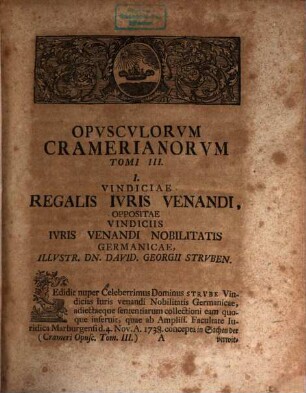 OPVSCVLORVM
CRAMERIANORVM
TOMI III.
I.
VINDICIAE
REGALIS IVRIS VENANDI,
OPPOSITAE
VINDICIIS
IVRIS VENANDI NOBILITATIS
GERMANICAE,
ILLVSTR. DN. DAVID. GEORGII STRVBEN.
Edidit nuper Celeberrimus Dominus STRVBE Vin-
dicias Iuris venandi Nobilitatis Germanicae,
adiectaeque sententiarum collectioni eam quo-
que inseruit, quae ab Ampliss. Facultate Iu-
ridica Marburgensi d. 4. Nov. A. 1738. concepta in Sachen der
(Crameri Opusc. Tom. III.) A